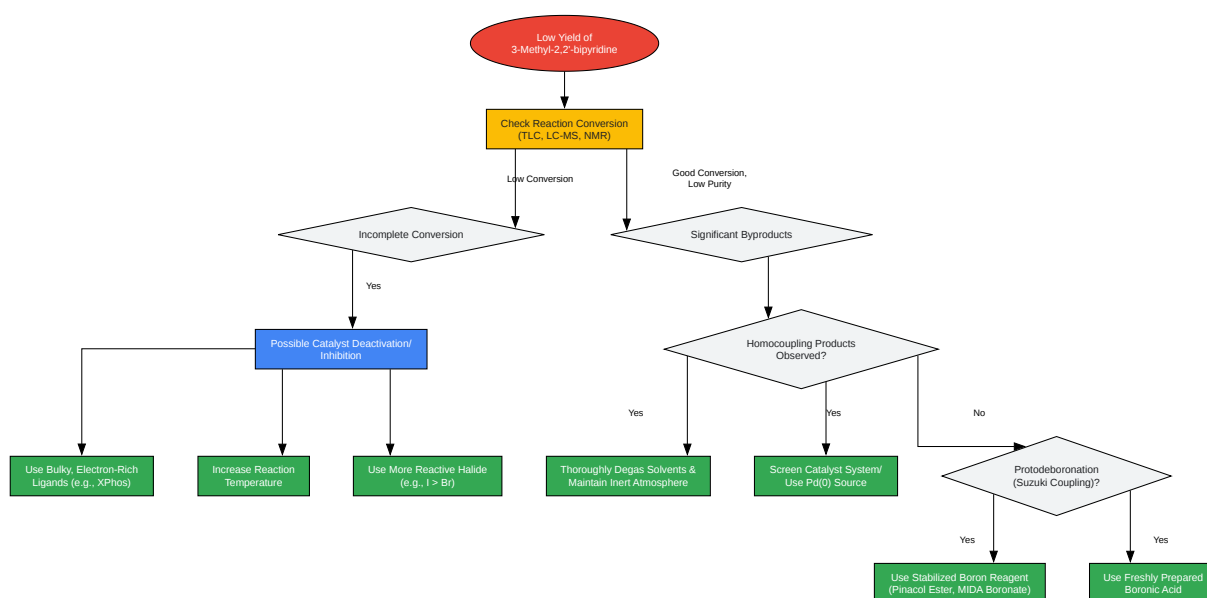 Low Yield of
3-Methyl-2,2'-bipyridine
Check Reaction Conversion
(TLC, LC-MS, NMR)
Low Conversion
Good Conversion,
Low Purity
Incomplete Conversion
Significant Byproducts
Yes
Possible Catalyst Deactivation/
Inhibition
Homocoupling Products
Observed?
Yes
Yes
No
Use Bulky, Electron-Rich
Ligands (e.g., XPhos)
Increase Reaction
Temperature
Use More Reactive Halide
(e.g., I > Br)
Thoroughly Degas Solvents &
Maintain Inert Atmosphere
Screen Catalyst System/
Use Pd(0) Source
Protodeboronation
(Suzuki Coupling)?
Yes
Yes
Use Stabilized Boron Reagent
(Pinacol Ester, MIDA Boronate)
Use Freshly Prepared
Boronic Acid